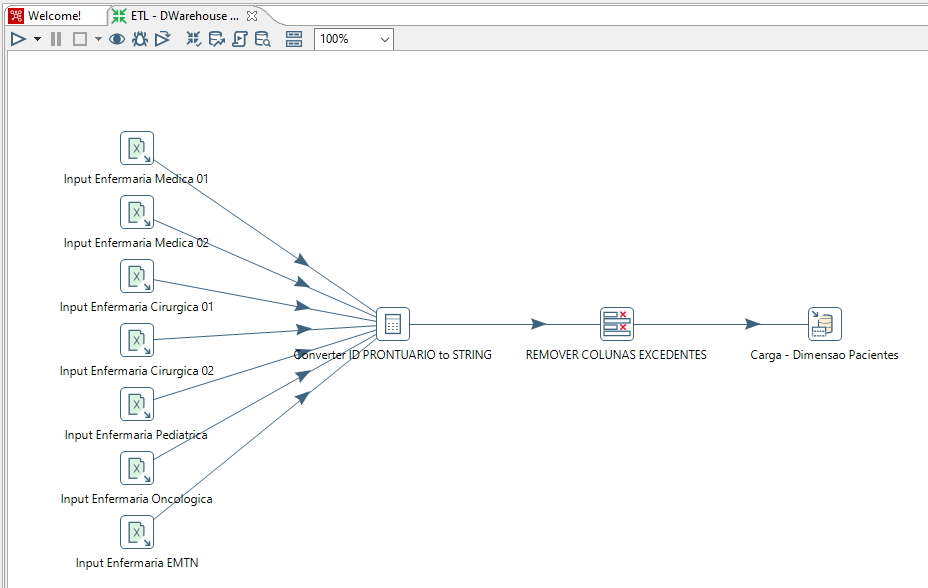 Welcome!
ETL - DWarehouse ...
100%
Input Enfermaria Medica 01
Input Enfermaria Medica 02
Input Enfermaria Cirurgica 01
Input Enfermaria Cirurgica 02
Input Enfermaria Pediatrica
Input Enfermaria Oncologica
Input Enfermaria EMTN
Converter ID PRONTUARIO to STRING
REMOVER COLUNAS EXCEDENTES
Carga - Dimensao Pacientes